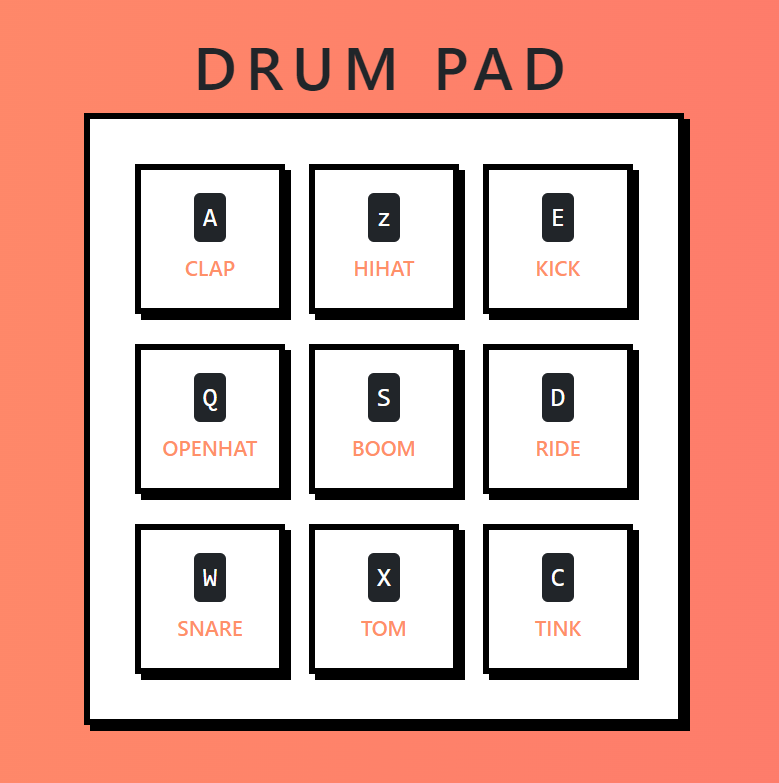 DRUM PAD
A z E
CLAP HIHAT KICK
Q S D
OPENHAT BOOM RIDE
W X C
SNARE TOM TINK